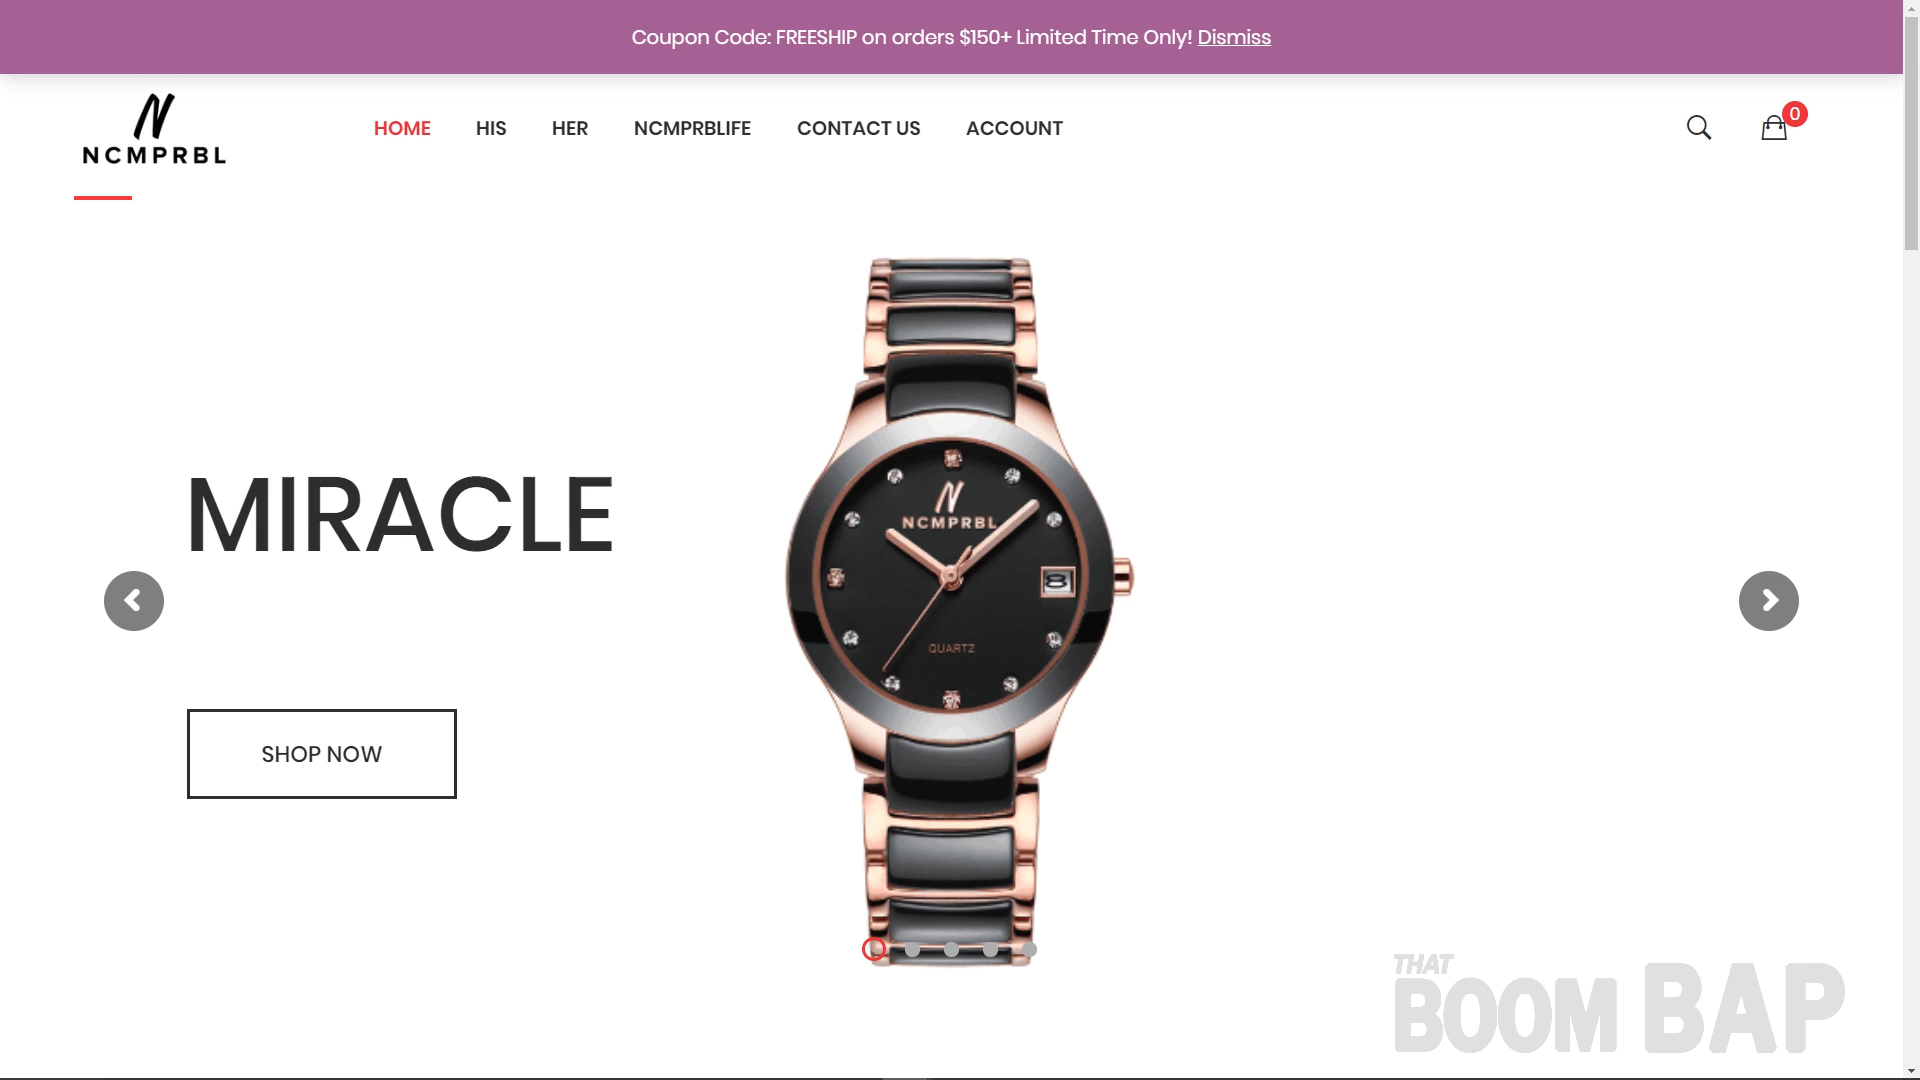 Coupon Code: FREESHIP on orders $150+ Limited Time Only! Dismiss
NCMPRBL
HOME HIS HER NCMPRBLIFE CONTACT US ACCOUNT
0
MIRACLE
NCMPRBL
8
QUARTZ
SHOP NOW
THAT
BOOM BAP